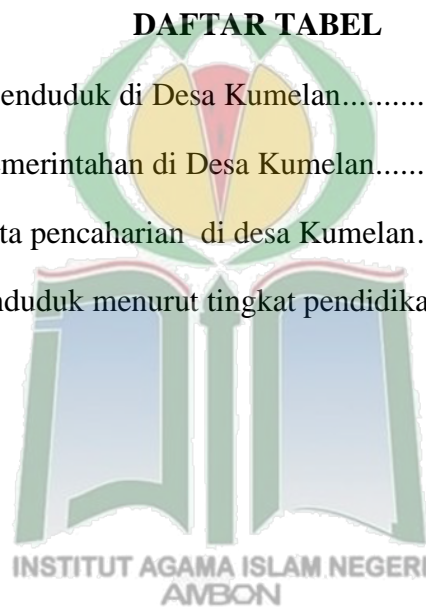 DAFTAR TABEL
enduduk di Desa Kumelan..........
merintahan di Desa Kumelan......
ta pencaharian di desa Kumelan.
nduduk menurut tingkat pendidika
INSTITUT AGAMA ISLAM NEGERI
AMBON